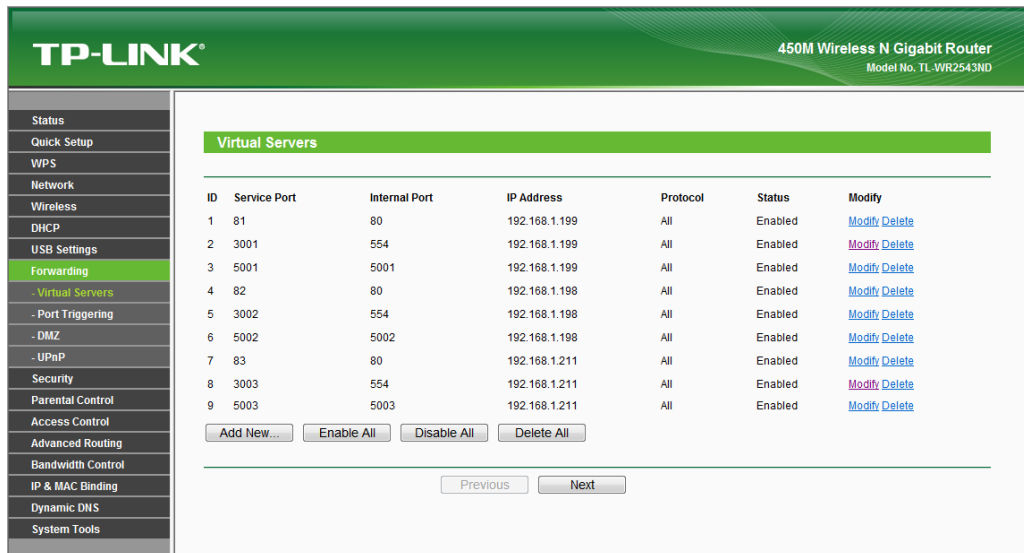 TP-LINK®
450M Wireless N Gigabit Router
Model No. TL-WR2543ND
Status
Quick Setup
WPS
Network
Wireless
DHCP
USB Settings
Forwarding
- Virtual Servers
- Port Triggering
- DMZ
- UPnP
Security
Parental Control
Access Control
Advanced Routing
Bandwidth Control
IP & MAC Binding
Dynamic DNS
System Tools
Virtual Servers
ID Service Port Internal Port IP Address Protocol Status Modify
1 81 80 192.168.1.199 All Enabled Modify Delete
2 3001 554 192.168.1.199 All Enabled Modify Delete
3 5001 5001 192.168.1.199 All Enabled Modify Delete
4 82 80 192.168.1.198 All Enabled Modify Delete
5 3002 554 192.168.1.198 All Enabled Modify Delete
6 5002 5002 192.168.1.198 All Enabled Modify Delete
7 83 80 192.168.1.211 All Enabled Modify Delete
8 3003 554 192.168.1.211 All Enabled Modify Delete
9 5003 5003 192.168.1.211 All Enabled Modify Delete
Add New... Enable All Disable All Delete All
Previous Next